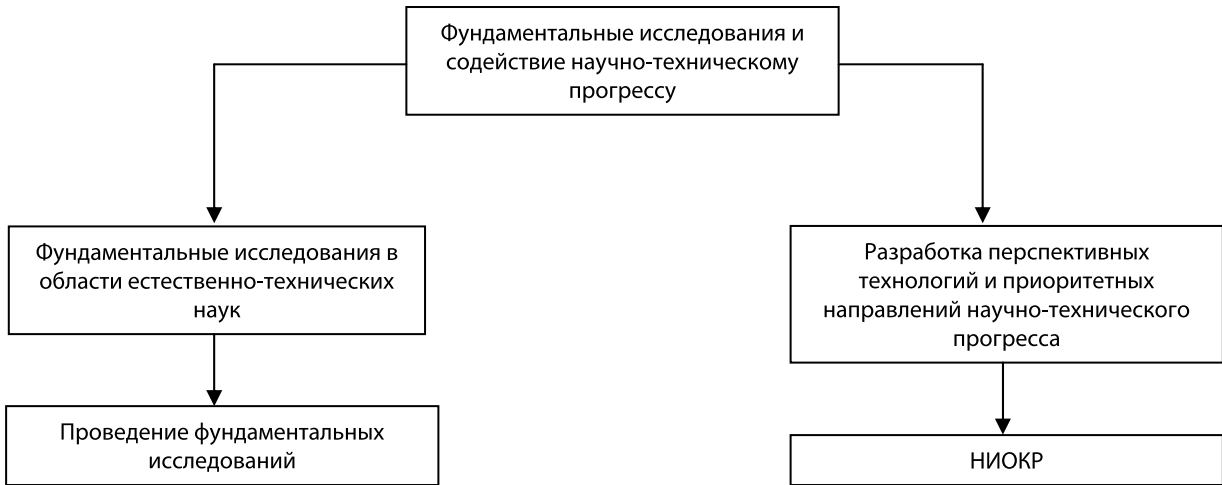 Фундаментальные исследования и
содействие научно-техническому
прогрессу
Фундаментальные исследования в
области естественно-технических
наук
Разработка перспективных
технологий и приоритетных
направлений научно-технического
прогресса
Проведение фундаментальных
исследований
НИОКР